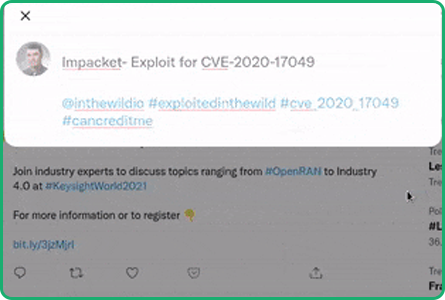 Impacket- Exploit for CVE-2020-17049
@inthewildio #exploitedinthewild #cve_2020_17049
#cancreditme
Join industry experts to discuss topics ranging from #OpenRAN to Industry
4.0 at #KeysightWorld2021
For more information or to register
bit.ly/3jzMjrI
Tre
Les
Tre
Pol
#L
36.
Tre
Fra